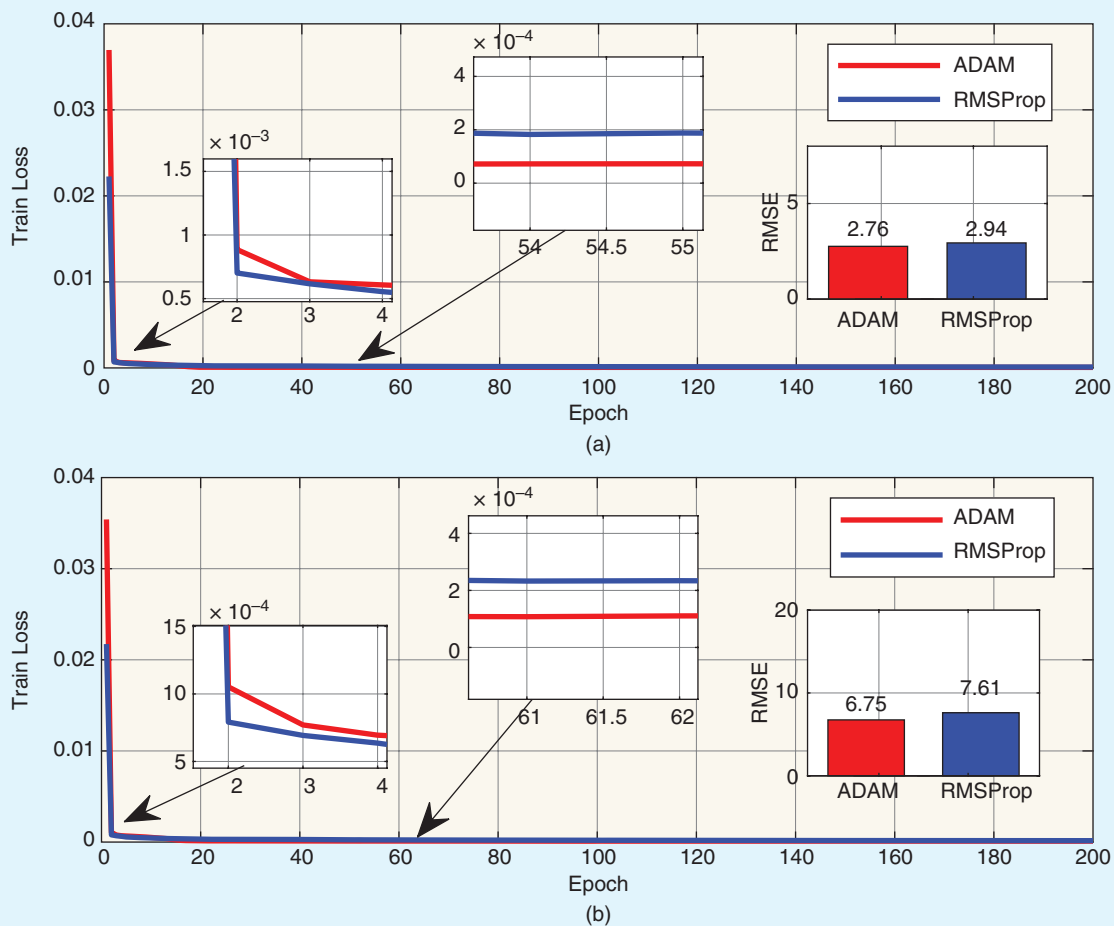 0.04
0.03
0.02
0.01
0
Train Loss
× 10⁻³
1.5
1
0.5
2 3 4
× 10⁻⁴
4
2
0
54 54.5 55
ADAM
RMSProp
RMSE
5
0
2.76 2.94
ADAM RMSProp
0 20 40 60 80 100 120 140 160 180 200
Epoch
(a)
0.04
0.03
0.02
0.01
0
Train Loss
× 10⁻⁴
15
10
5
2 3 4
× 10⁻⁴
4
2
0
61 61.5 62
ADAM
RMSProp
RMSE
20
10
0
6.75 7.61
ADAM RMSProp
0 20 40 60 80 100 120 140 160 180 200
Epoch
(b)